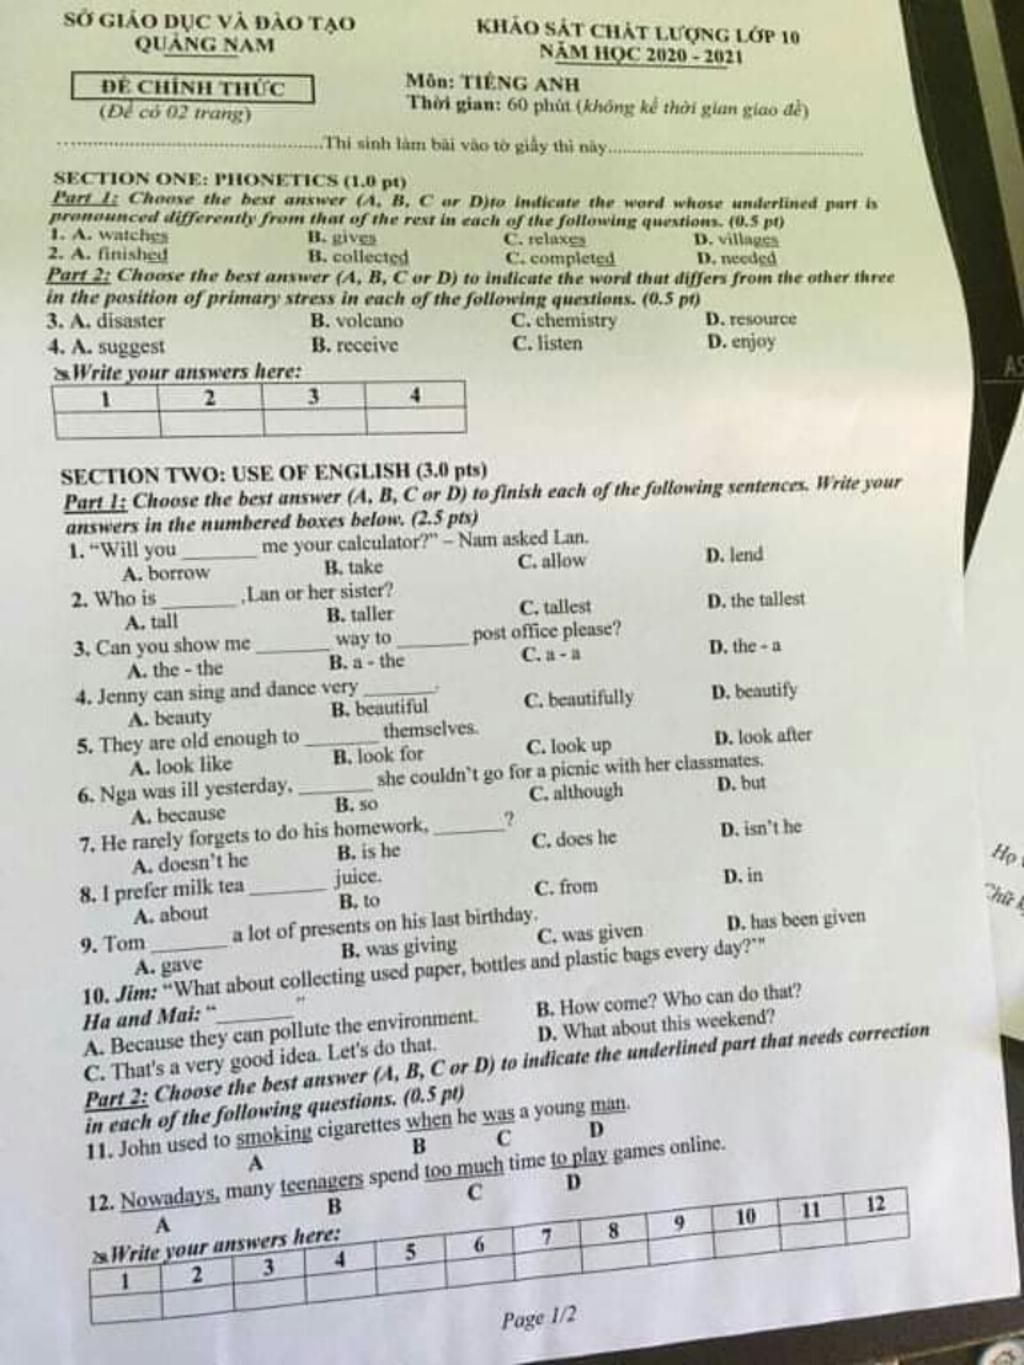 SỞ GIÁO DỤC VÀ ĐÀO TẠO
QUẢNG NAM
KHẢO SÁT CHẤT LƯỢNG LỚP 10
NĂM HỌC 2020 - 2021
ĐỀ CHÍNH THỨC
(Đề có 02 trang)
Môn: TIẾNG ANH
Thời gian: 60 phút (không kể thời gian giao đề)
Thí sinh làm bài vào tờ giấy thi này
SECTION ONE: PHONETICS (1.0 pt)
Part 1: Choose the best answer (A, B, C or D)to indicate the word whose underlined part is
pronounced differently from that of the rest in each of the following questions. (0.5 pt)
1. A. watches B. gives C. relaxes D. villages
2. A. finished B. collected C. completed D. needed
Part 2: Choose the best answer (A, B, C or D) to indicate the word that differs from the other three
in the position of primary stress in each of the following questions. (0.5 pt)
3. A. disaster B. volcano C. chemistry D. resource
4. A. suggest B. receive C. listen D. enjoy
Write your answers here:
1 2 3 4
SECTION TWO: USE OF ENGLISH (3.0 pts)
Part 1: Choose the best answer (A, B, C or D) to finish each of the following sentences. Write your
answers in the numbered boxes below. (2.5 pts)
1. “Will you ________ me your calculator?” – Nam asked Lan.
A. borrow B. take C. allow D. lend
2. Who is ________ ,Lan or her sister?
A. tall B. taller C. tallest D. the tallest
3. Can you show me ________ way to ________ post office please?
A. the - the B. a - the C. a - a D. the - a
4. Jenny can sing and dance very ________.
A. beauty B. beautiful C. beautifully D. beautify
5. They are old enough to ________ themselves.
A. look like B. look for C. look up D. look after
6. Nga was ill yesterday, ________ she couldn't go for a picnic with her classmates.
A. because B. so C. although D. but
7. He rarely forgets to do his homework, ________?
A. doesn't he B. is he C. does he D. isn't he
8. I prefer milk tea ________ juice.
A. about B. to C. from D. in
9. Tom ________ a lot of presents on his last birthday.
A. gave B. was giving C. was given D. has been given
10. Jim: “What about collecting used paper, bottles and plastic bags every day?'”
Ha and Mai: “________”
A. Because they can pollute the environment. B. How come? Who can do that?
C. That's a very good idea. Let's do that. D. What about this weekend?
Part 2: Choose the best answer (A, B, C or D) to indicate the underlined part that needs correction
in each of the following questions. (0.5 pt)
11. John used to smoking cigarettes when he was a young man.
A B C D
12. Nowadays, many teenagers spend too much time to play games online.
A B C D
Write your answers here:
1 2 3 4 5 6 7 8 9 10 11 12
Page 1/2
Họ